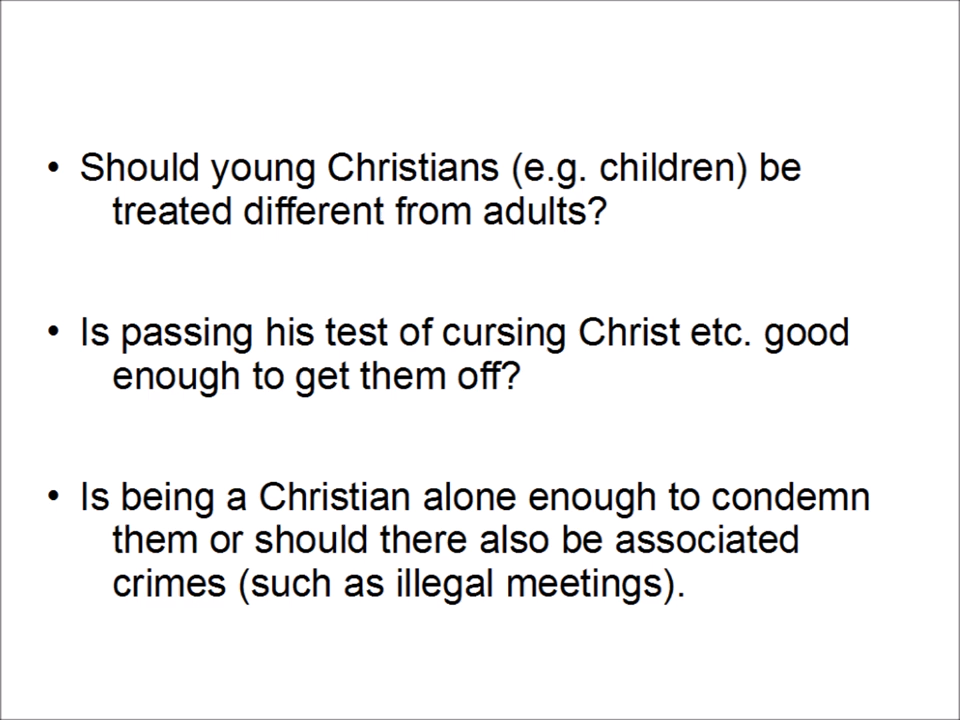 • Should young Christians (e.g. children) be
treated different from adults?
• Is passing his test of cursing Christ etc. good
enough to get them off?
• Is being a Christian alone enough to condemn
them or should there also be associated
crimes (such as illegal meetings).